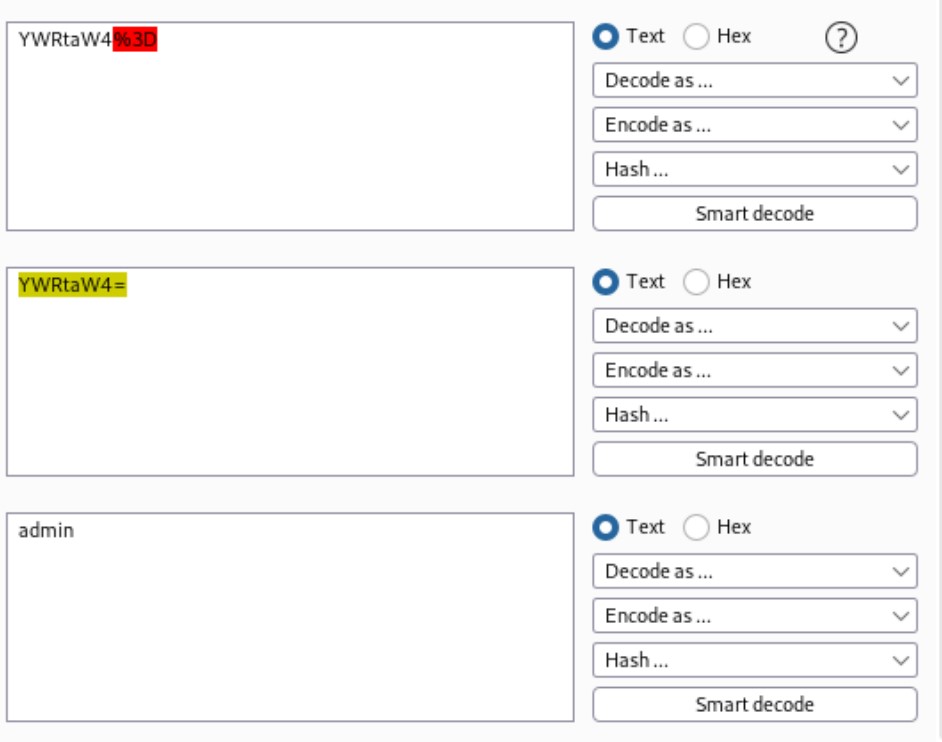 YWRtaW4%3D
Text Hex ?
Decode as ...
Encode as ...
Hash ...
Smart decode
YWRtaW4=
Text Hex
Decode as ...
Encode as ...
Hash ...
Smart decode
admin
Text Hex
Decode as ...
Encode as ...
Hash ...
Smart decode